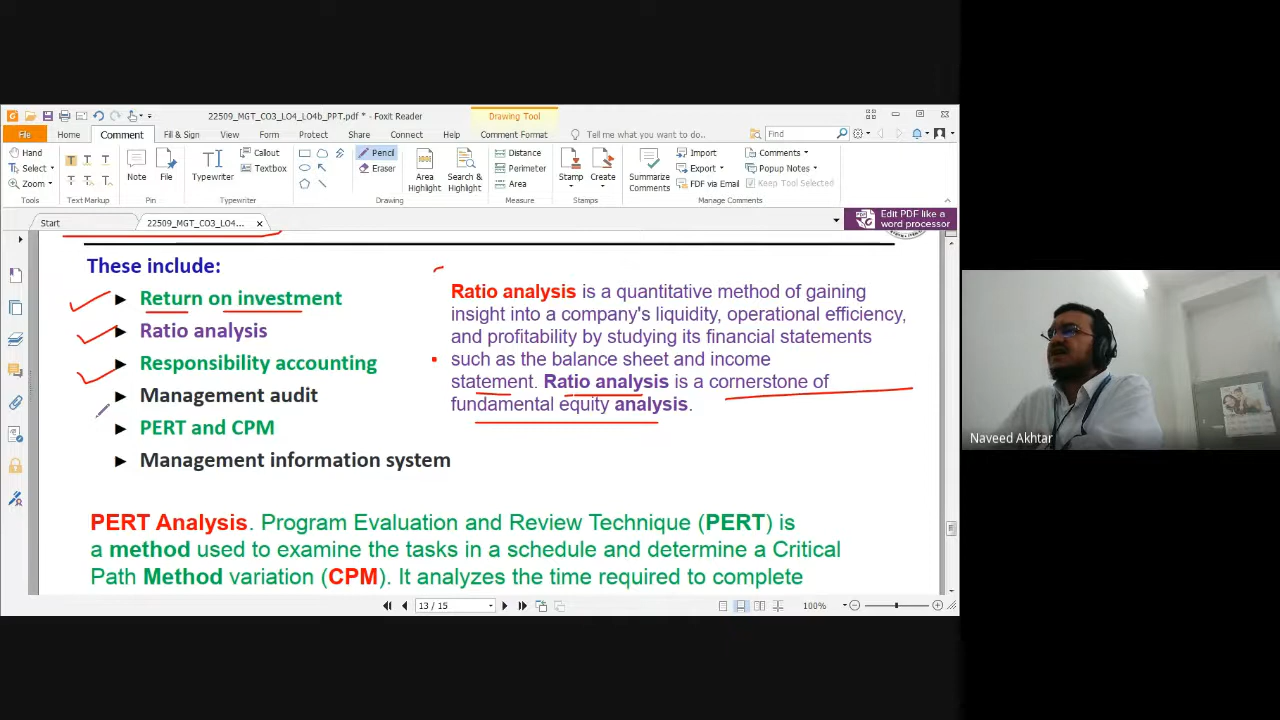 22509_MGT_CO3_LO4_LO4b_PPT.pdf * - Foxit Reader
Drawing Tool
File Home Comment Fill & Sign View Form Protect Share Connect Help Comment Format Tell me what you want to do.. Find
Hand
Select
Zoom
Tools
Text Markup
Note
File
Typewriter
Callout
Textbox
Typewriter
Pencil
Eraser
Drawing
Area Highlight
Search & Highlight
Distance
Perimeter
Area
Measure
Stamp
Create
Stamps
Summarize Comments
Import
Export
FDF via Email
Comments
Popup Notes
Keep Tool Selected
Manage Comments
Start
22509_MGT_CO3_LO4...
Edit PDF like a
word processor
These include:
► Return on investment
► Ratio analysis
► Responsibility accounting
► Management audit
► PERT and CPM
► Management information system
Ratio analysis is a quantitative method of gaining
insight into a company's liquidity, operational efficiency,
and profitability by studying its financial statements
such as the balance sheet and income
statement. Ratio analysis is a cornerstone of
fundamental equity analysis.
PERT Analysis. Program Evaluation and Review Technique (PERT) is
a method used to examine the tasks in a schedule and determine a Critical
Path Method variation (CPM). It analyzes the time required to complete
13 / 15
100%
Naveed Akhtar